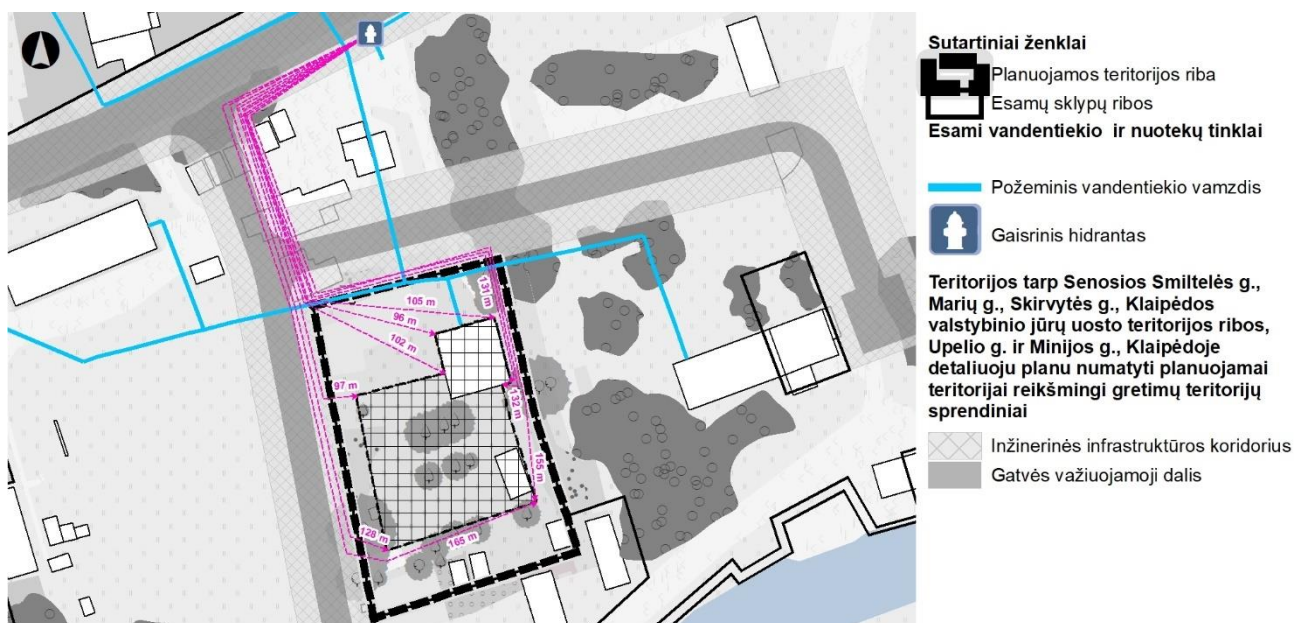 Sutartiniai ženklai
Planuojamos teritorijos riba
Esamų sklypų ribos
Esami vandentiekio ir nuotekų tinklai
Požeminis vandentiekio vamzdis
Gaisrinis hidrantas
Teritorijos tarp Senosios Smiltelės g.,
Marių g., Skirvytės g., Klaipėdos
valstybinio jūrų uosto teritorijos ribos,
Upelio g. ir Minijos g., Klaipėdoje
detaliuoju planu numatyti planuojamai
teritorijai reikšmingi gretimų teritorijų
sprendiniai
Inžinerinės infrastruktūros koridorius
Gatvės važiuojamoji dalis
131 m
105 m
96 m
102 m
97 m
132 m
155 m
128 m
165 m